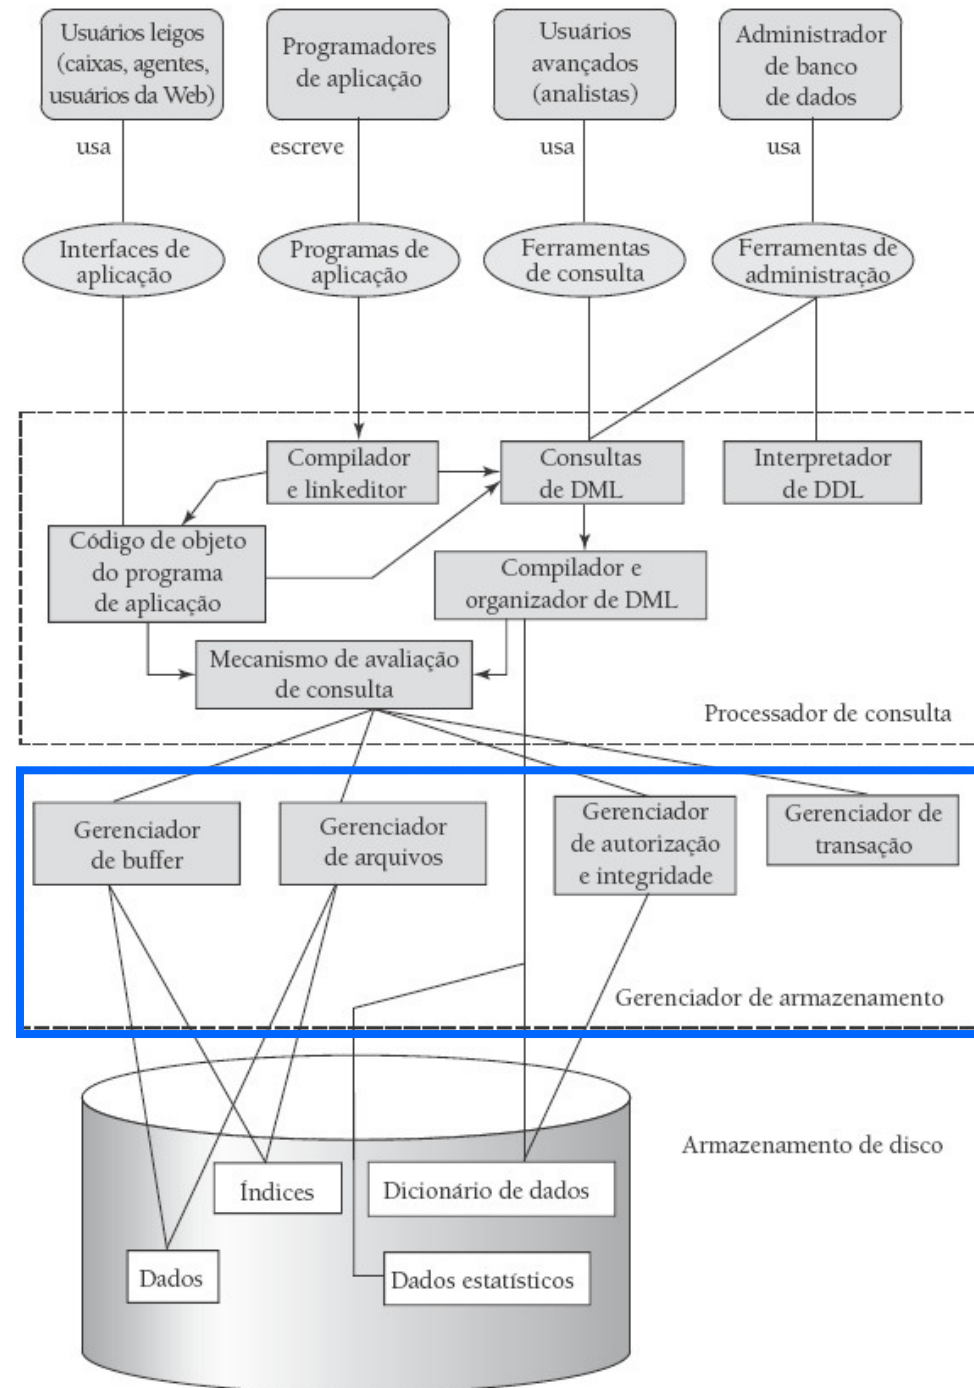 Usuários leigos
(caixas, agentes,
usuários da Web)
Programadores
de aplicação
Usuários
avançados
(analistas)
Administrador
de banco
de dados
usa
escreve
usa
usa
Interfaces de
aplicação
Programas de
aplicação
Ferramentas
de consulta
Ferramentas de
administração
Compilador
e linkeditor
Consultas
de DML
Interpretador
de DDL
Código de objeto
do programa
de aplicação
Compilador e
organizador de DML
Mecanismo de avaliação
de consulta
Processador de consulta
Gerenciador
de buffer
Gerenciador
de arquivos
Gerenciador
de autorização
e integridade
Gerenciador de
transação
Gerenciador de armazenamento
Armazenamento de disco
Índices
Dicionário de dados
Dados
Dados estatísticos